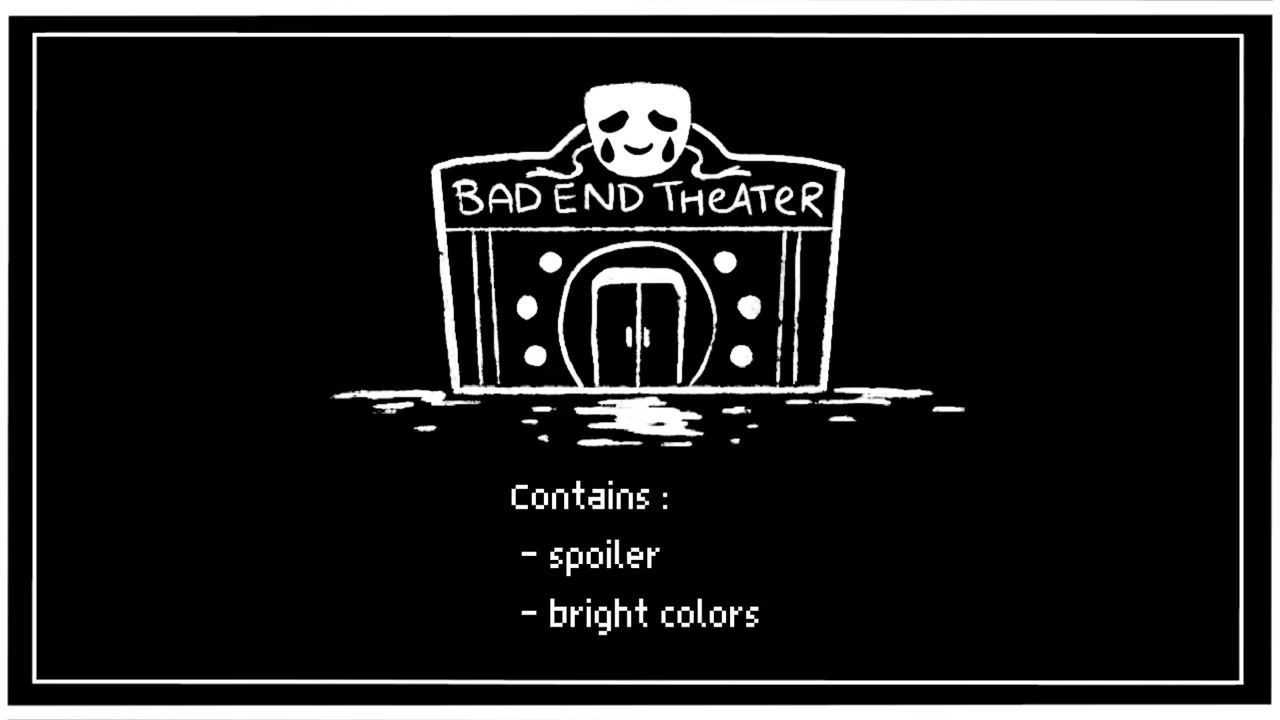 BAD END THeATeR
Contains :
- spoiler
- bright colors